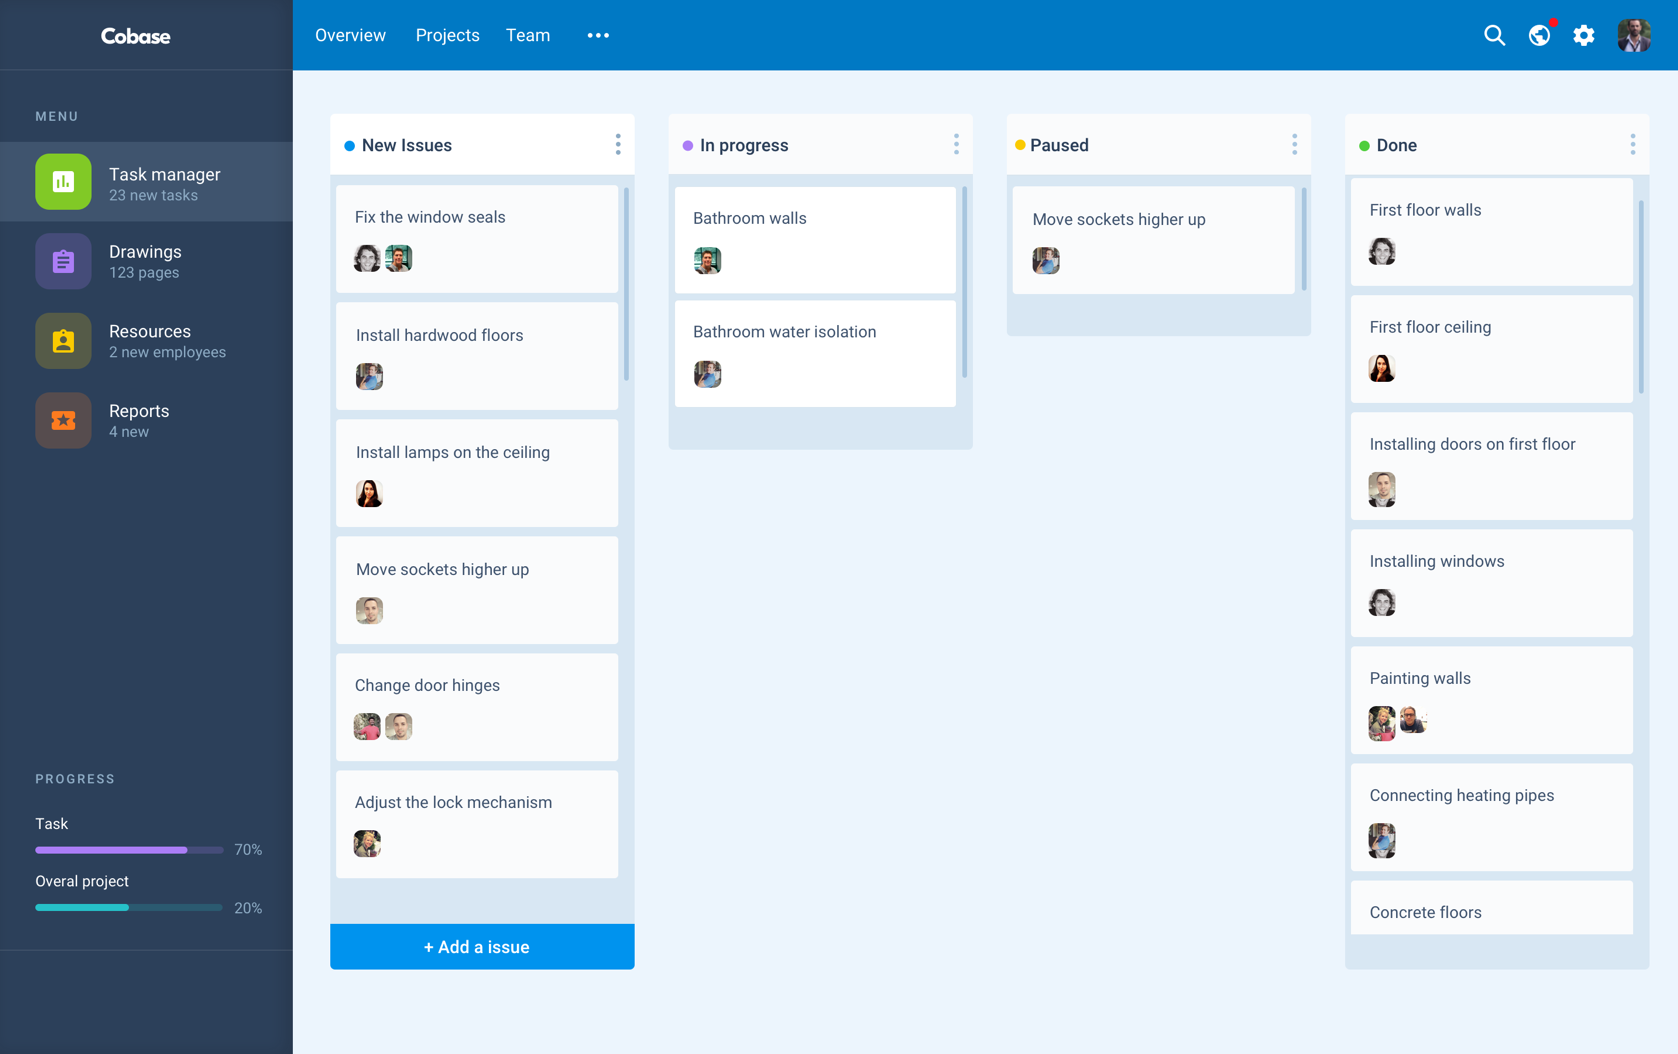 Cobase
Overview
Projects
Team
MENU
Task manager
23 new tasks
Drawings
123 pages
Resources
2 new employees
Reports
4 new
PROGRESS
Task
70%
Overal project
20%
New Issues
Fix the window seals
Install hardwood floors
Install lamps on the ceiling
Move sockets higher up
Change door hinges
Adjust the lock mechanism
+ Add a issue
In progress
Bathroom walls
Bathroom water isolation
Paused
Move sockets higher up
Done
First floor walls
First floor ceiling
Installing doors on first floor
Installing windows
Painting walls
Connecting heating pipes
Concrete floors